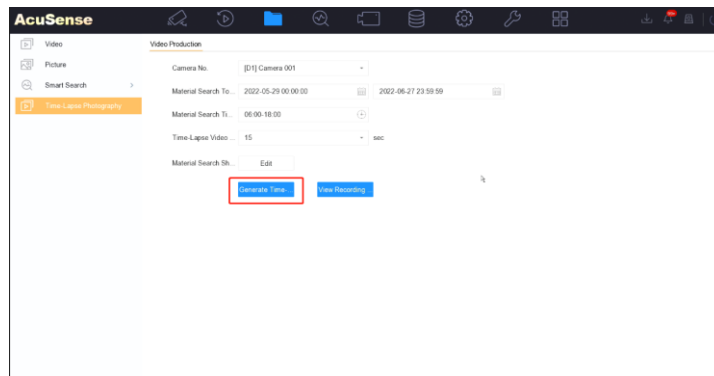 AcuSense
Video
Picture
Smart Search
Time-Lapse Photography
Video Production
Camera No. [D1] Camera 001
Material Search To... 2022-05-29 00:00:00 2022-06-27 23:59:59
Material Search Ti... 06:00-18:00
Time-Lapse Video ... 15 sec
Material Search Sh... Edit
Generate Time-... View Recording ...